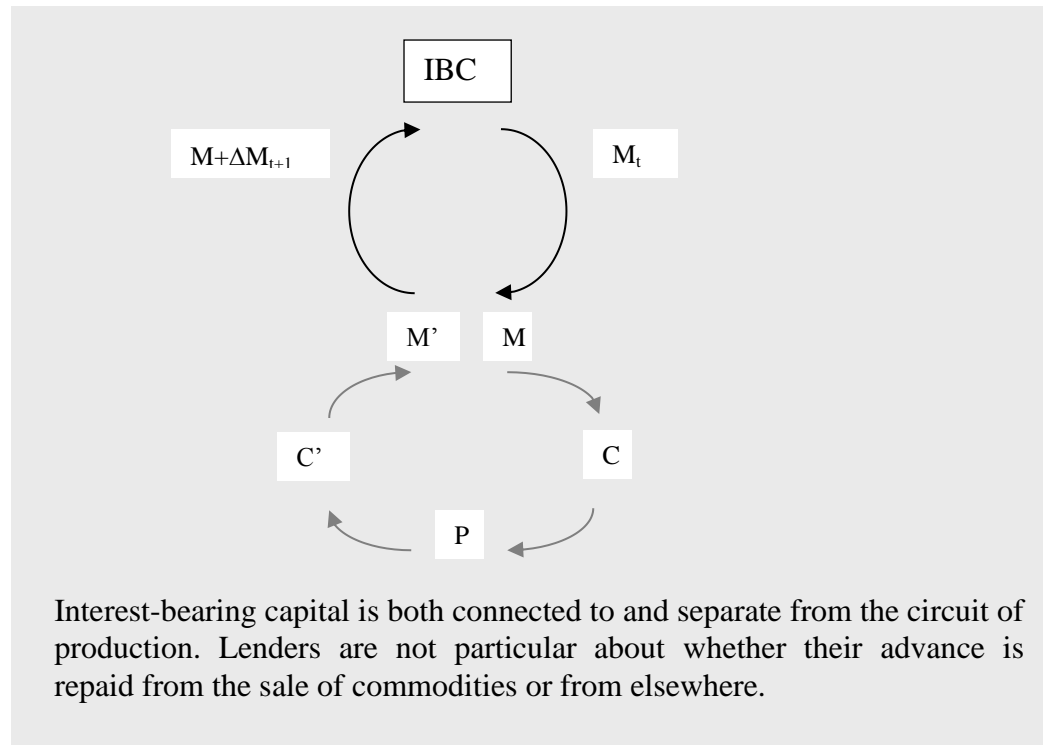 IBC
M+ΔMt+1
Mt
M’ M
C’ C
P
Interest-bearing capital is both connected to and separate from the circuit of
production. Lenders are not particular about whether their advance is
repaid from the sale of commodities or from elsewhere.